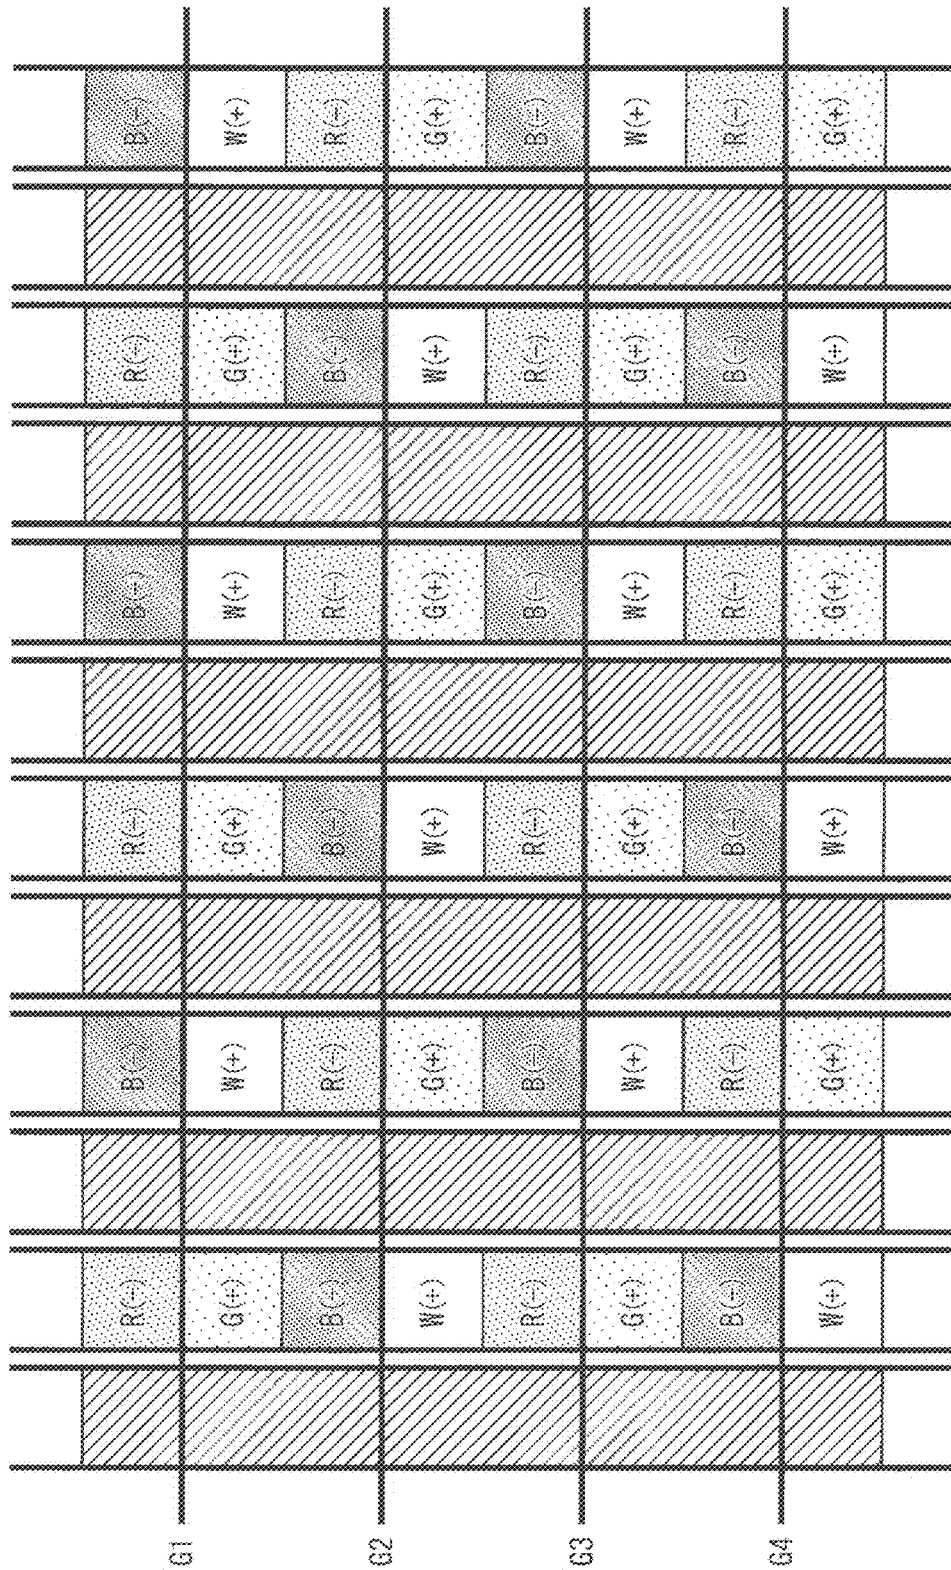 R(-) B(-) R(-) B(-) R(-) B(-)
G1
G(+) W(+) G(+) W(+) G(+) W(+)
B(-) R(-) B(-) R(-) B(-) R(-)
G2
W(+) G(+) W(+) G(+) W(+) G(+)
R(-) B(-) R(-) B(-) R(-) B(-)
G3
G(+) W(+) G(+) W(+) G(+) W(+)
B(-) R(-) B(-) R(-) B(-) R(-)
G4
W(+) G(+) W(+) G(+) W(+) G(+)